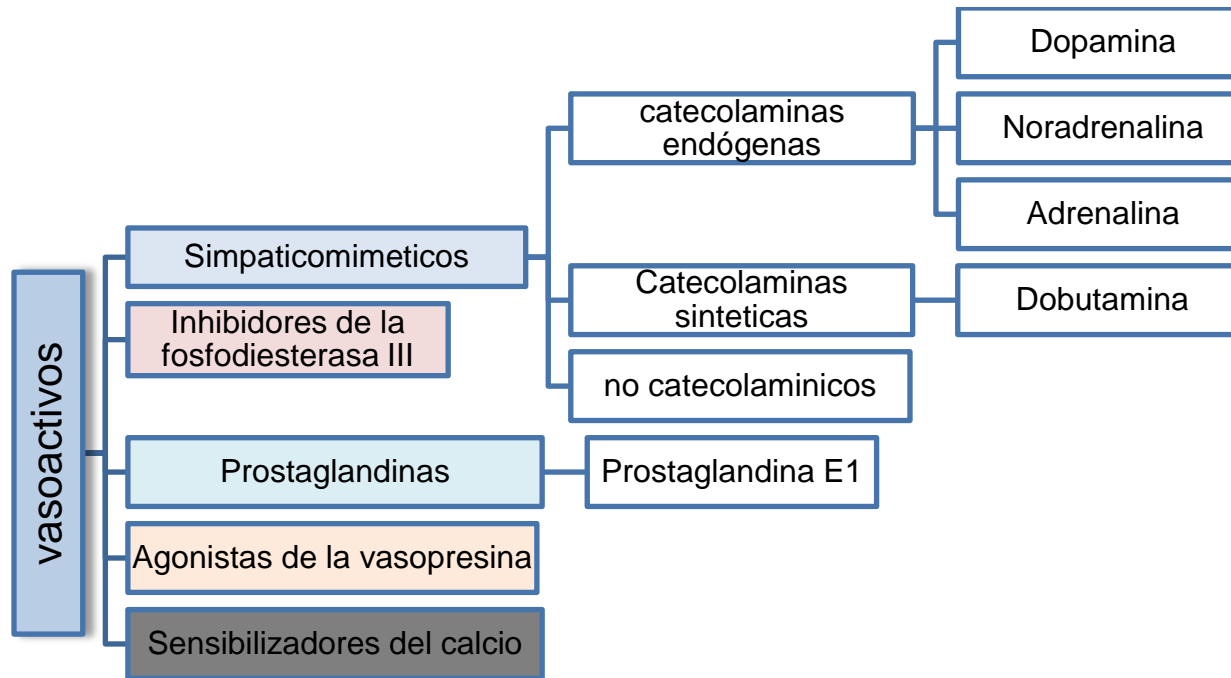 vasoactivos
Simpaticomimeticos
catecolaminas
endógenas
Dopamina
Noradrenalina
Adrenalina
Catecolaminas
sinteticas
Dobutamina
no catecolaminicos
Inhibidores de la
fosfodiesterasa III
Prostaglandinas
Prostaglandina E1
Agonistas de la vasopresina
Sensibilizadores del calcio